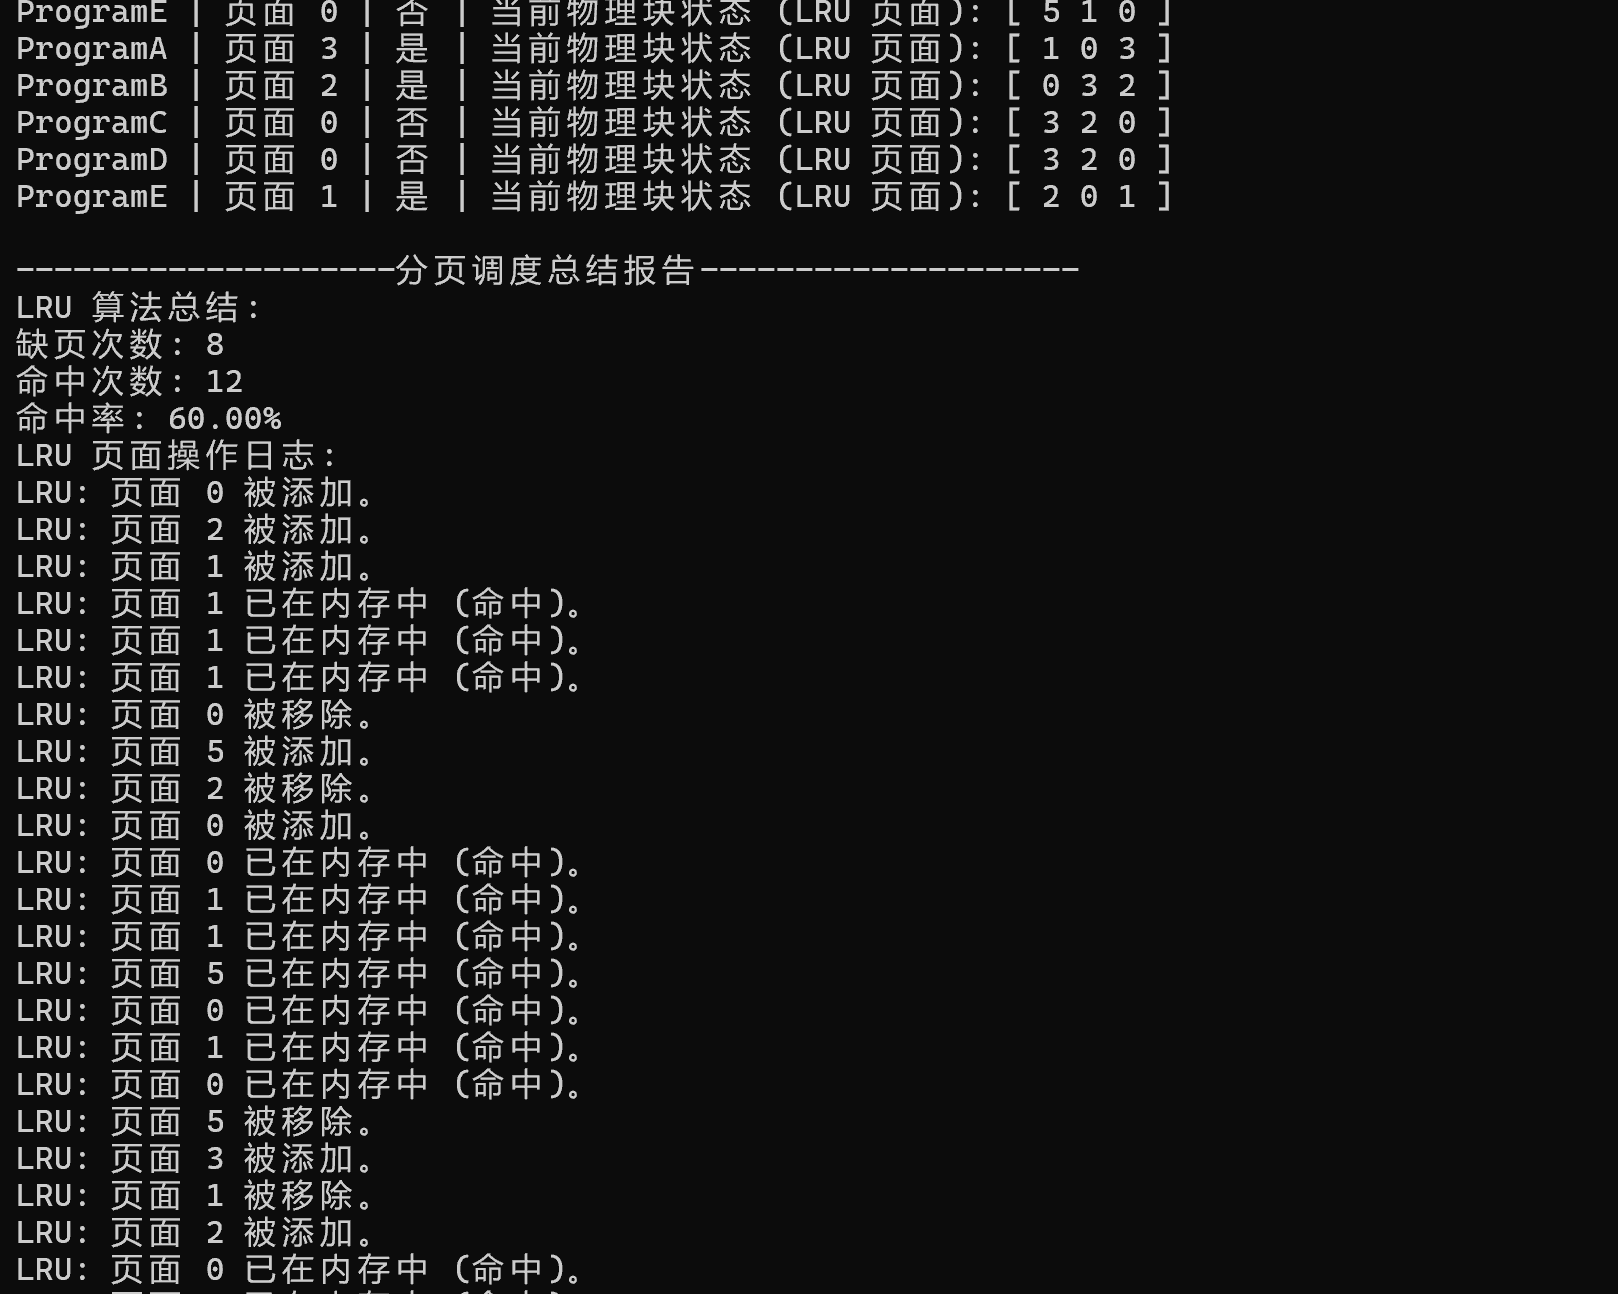 ProgramE | 页面 0 | 否 | 当前物理块状态 (LRU 页面): [ 5 1 0 ]
ProgramA | 页面 3 | 是 | 当前物理块状态 (LRU 页面): [ 1 0 3 ]
ProgramB | 页面 2 | 是 | 当前物理块状态 (LRU 页面): [ 0 3 2 ]
ProgramC | 页面 0 | 否 | 当前物理块状态 (LRU 页面): [ 3 2 0 ]
ProgramD | 页面 0 | 否 | 当前物理块状态 (LRU 页面): [ 3 2 0 ]
ProgramE | 页面 1 | 是 | 当前物理块状态 (LRU 页面): [ 2 0 1 ]
--------------------分页调度总结报告--------------------
LRU 算法总结:
缺页次数: 8
命中次数: 12
命中率: 60.00%
LRU 页面操作日志:
LRU: 页面 0 被添加。
LRU: 页面 2 被添加。
LRU: 页面 1 被添加。
LRU: 页面 1 已在内存中 (命中)。
LRU: 页面 1 已在内存中 (命中)。
LRU: 页面 1 已在内存中 (命中)。
LRU: 页面 0 被移除。
LRU: 页面 5 被添加。
LRU: 页面 2 被移除。
LRU: 页面 0 被添加。
LRU: 页面 0 已在内存中 (命中)。
LRU: 页面 1 已在内存中 (命中)。
LRU: 页面 1 已在内存中 (命中)。
LRU: 页面 5 已在内存中 (命中)。
LRU: 页面 0 已在内存中 (命中)。
LRU: 页面 1 已在内存中 (命中)。
LRU: 页面 0 已在内存中 (命中)。
LRU: 页面 5 被移除。
LRU: 页面 3 被添加。
LRU: 页面 1 被移除。
LRU: 页面 2 被添加。
LRU: 页面 0 已在内存中 (命中)。